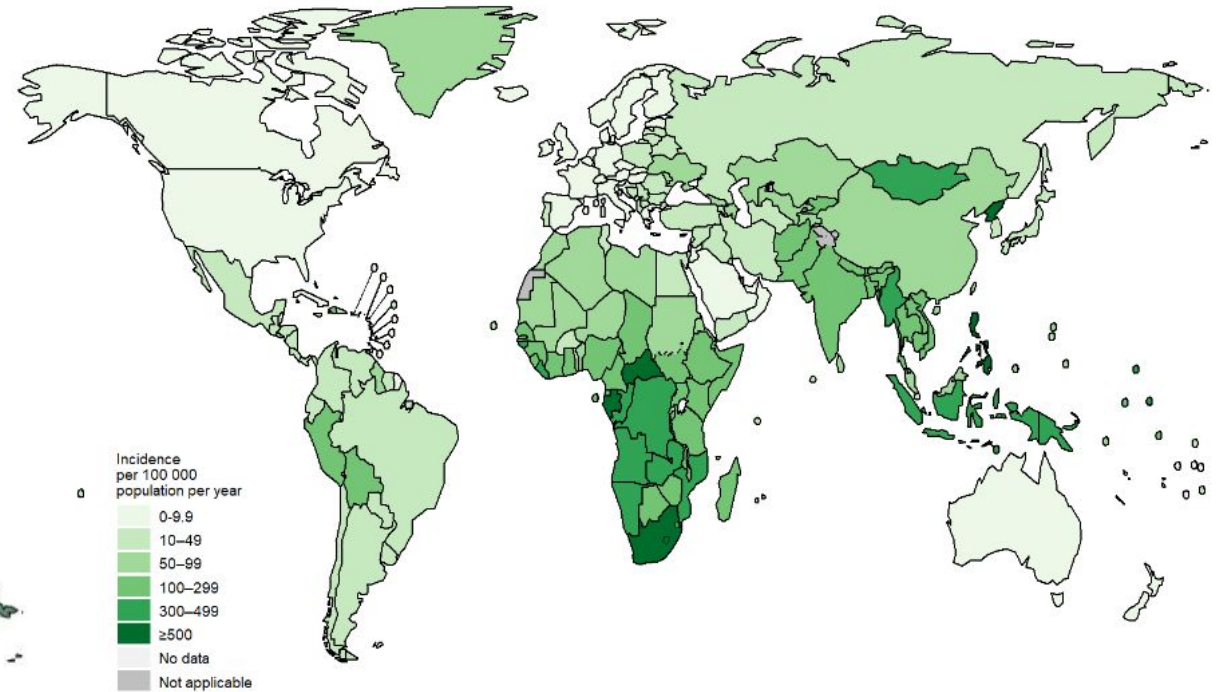 Incidence
per 100 000
population per year
0-9.9
10–49
50–99
100–299
300–499
≥500
No data
Not applicable